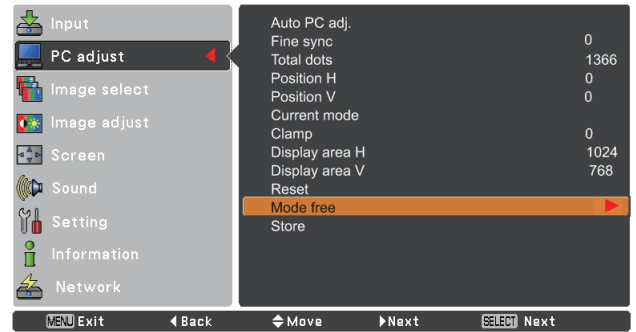 Input
PC adjust
Image select
Image adjust
Screen
Sound
Setting
Information
Network
Auto PC adj.
Fine sync 0
Total dots 1366
Position H 0
Position V 0
Current mode
Clamp 0
Display area H 1024
Display area V 768
Reset
Mode free
Store
MENU Exit Back Move Next SELECT Next